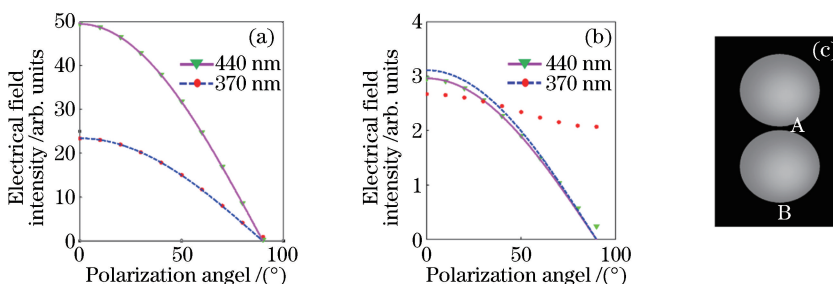 (a)
50
40
30
20
10
0
440 nm
370 nm
0
50
100
Electrical field
intensity /arb. units
Polarization angel /(°)
(b)
4
3
2
1
0
440 nm
370 nm
0
50
100
Electrical field
intensity /arb. units
Polarization angel /(°)
(c)
A
B